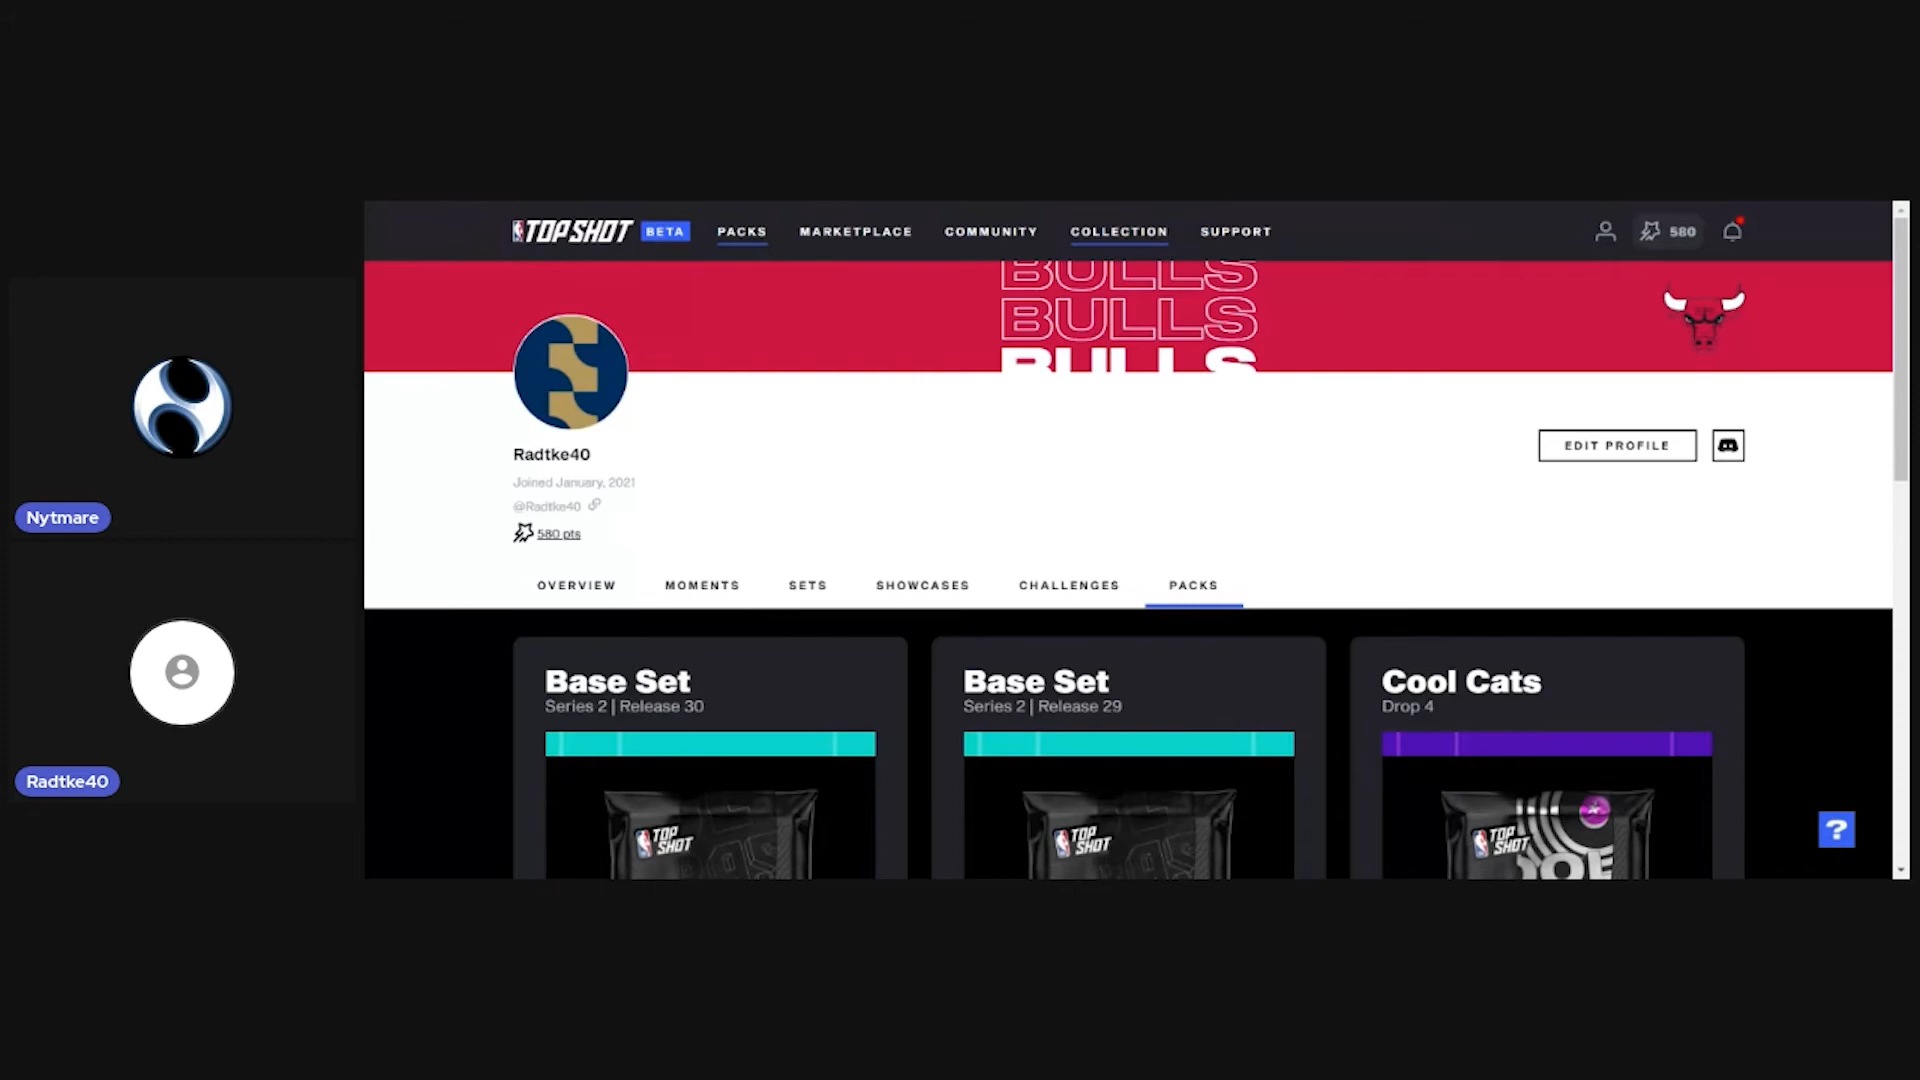 TOP SHOT BETA PACKS MARKETPLACE COMMUNITY COLLECTION SUPPORT 580
BULLS
BULLS
BULLS
Radtke40
Joined January, 2021
@Radtke40
580 pts
EDIT PROFILE
OVERVIEW MOMENTS SETS SHOWCASES CHALLENGES PACKS
Nytmare
Radtke40
Base Set
Series 2 | Release 30
TOP
SHOT
Base Set
Series 2 | Release 29
TOP
SHOT
Cool Cats
Drop 4
TOP
SHOT
?